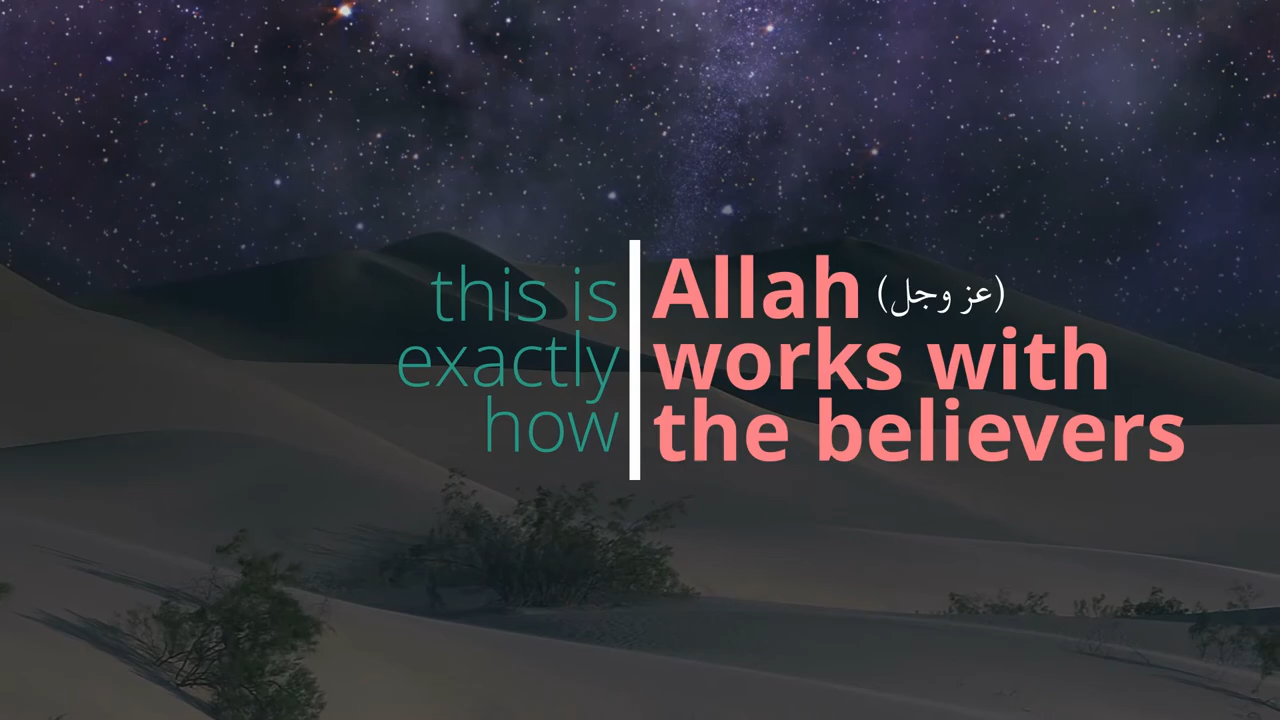 this is
exactly
how
Allah (عز وجل)
works with
the believers